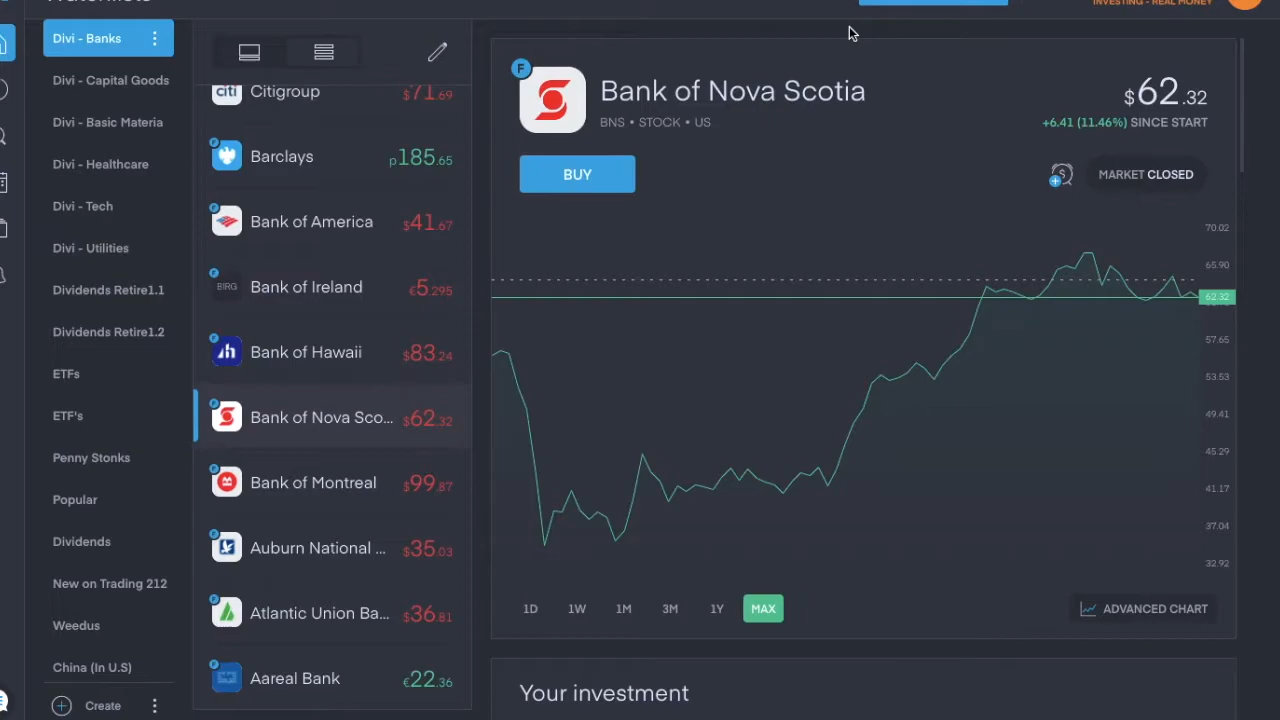 INVESTING - REAL MONEY
Divi - Banks
Divi - Capital Goods
Divi - Basic Materia
Divi - Healthcare
Divi - Tech
Divi - Utilities
Dividends Retire1.1
Dividends Retire1.2
ETFs
ETF's
Penny Stonks
Popular
Dividends
New on Trading 212
Weedus
China (In U.S)
Create
citi
Citigroup
$71.69
F
Barclays
p185.65
F
Bank of America
$41.67
F
BIRG
Bank of Ireland
€5.295
F
Bank of Hawaii
$83.24
F
Bank of Nova Sco...
$62.32
F
Bank of Montreal
$99.87
F
Auburn National ...
$35.03
F
Atlantic Union Ba...
$36.81
F
Aareal Bank
€22.36
F
Bank of Nova Scotia
BNS • STOCK • US
$62.32
+6.41 (11.46%) SINCE START
BUY
MARKET CLOSED
70.02
65.90
62.32
57.65
53.53
49.41
45.29
41.17
37.04
32.92
1D
1W
1M
3M
1Y
MAX
ADVANCED CHART
Your investment